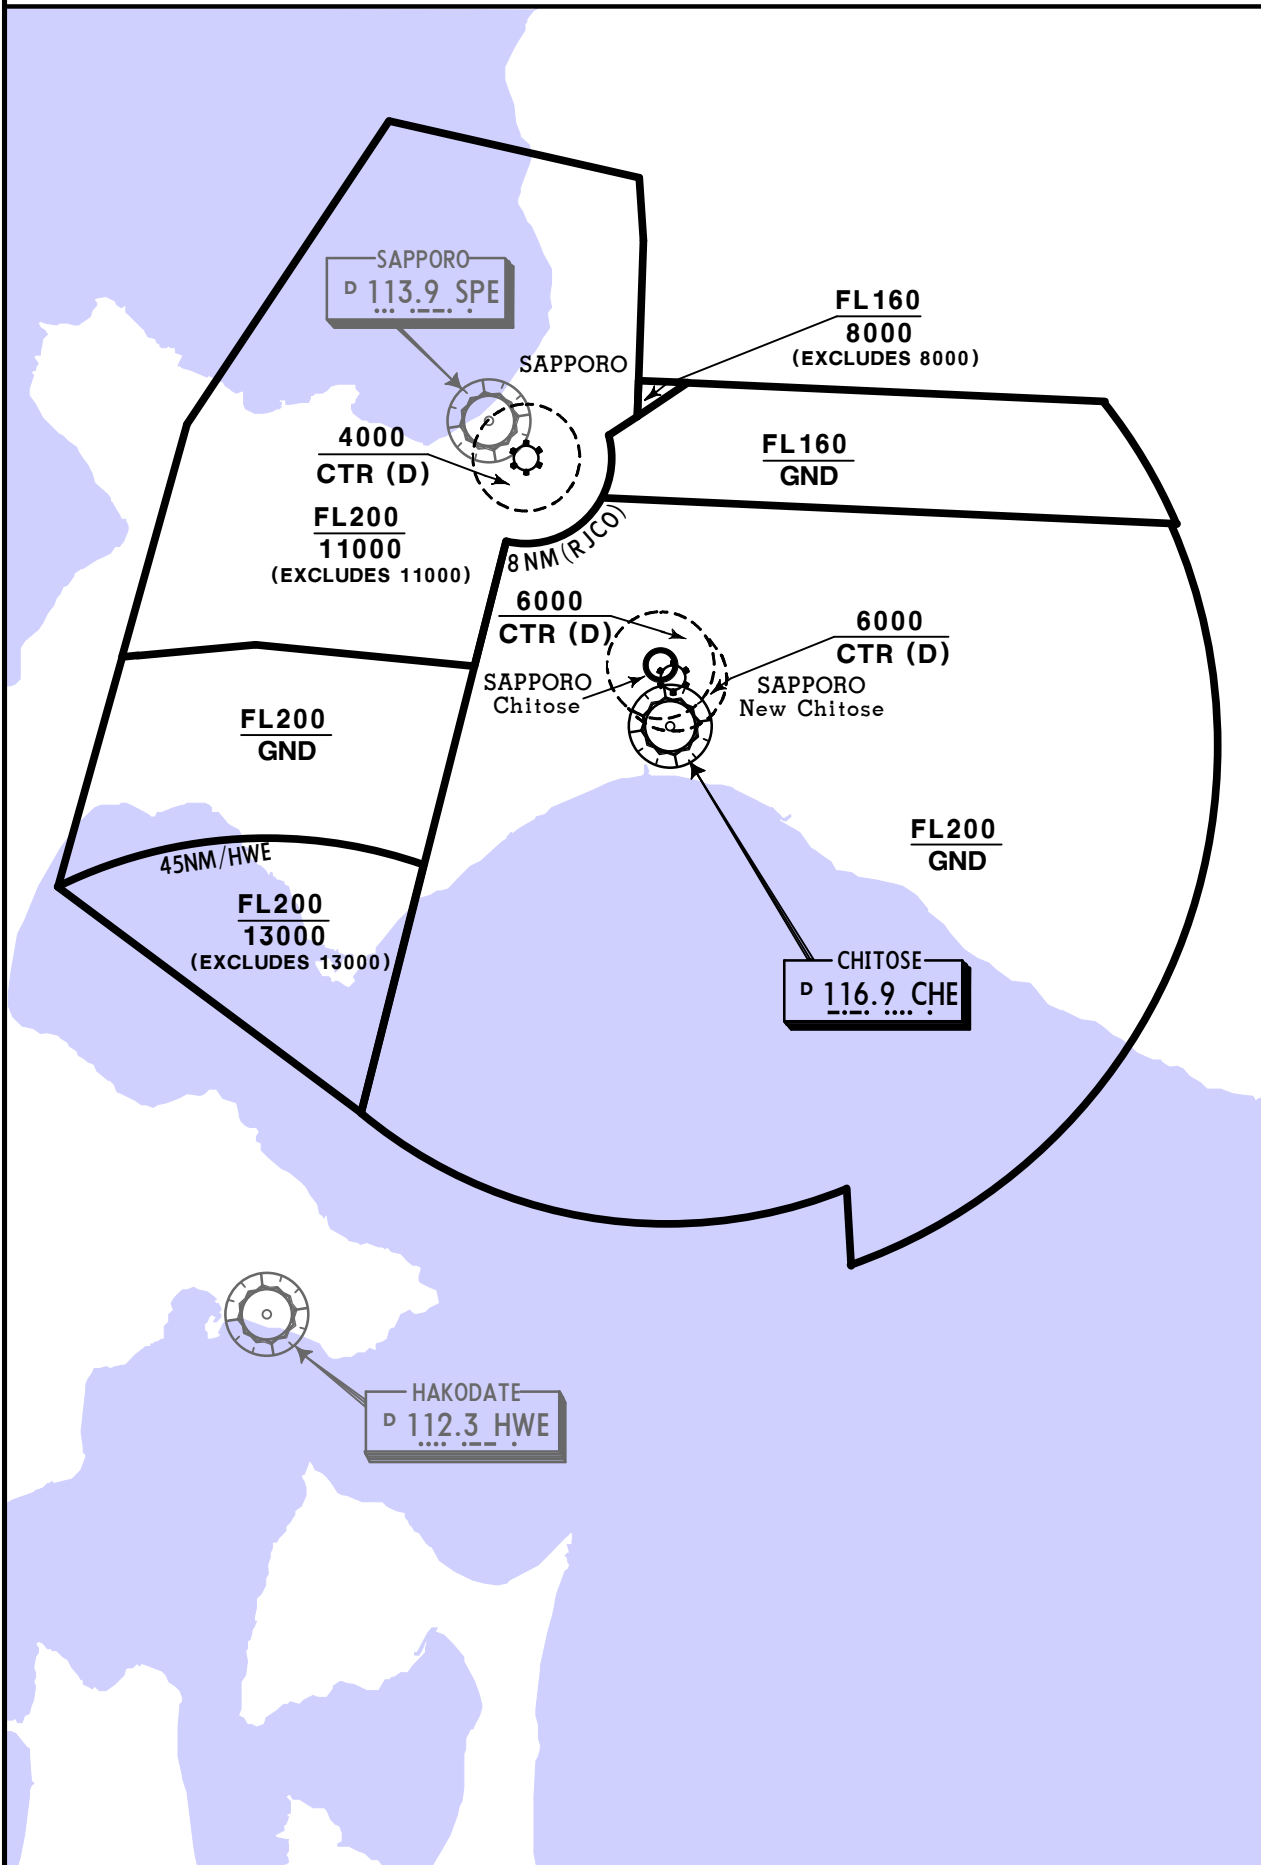 SAPPORO
D 113.9 SPE
FL160
8000
(EXCLUDES 8000)
SAPPORO
4000
CTR (D)
FL160
GND
FL200
11000
(EXCLUDES 11000)
8 NM (RJCO)
6000
CTR (D)
6000
CTR (D)
SAPPORO
Chitose
SAPPORO
New Chitose
FL200
GND
FL200
GND
45NM/HWE
FL200
13000
(EXCLUDES 13000)
CHITOSE
D 116.9 CHE
HAKODATE
D 112.3 HWE